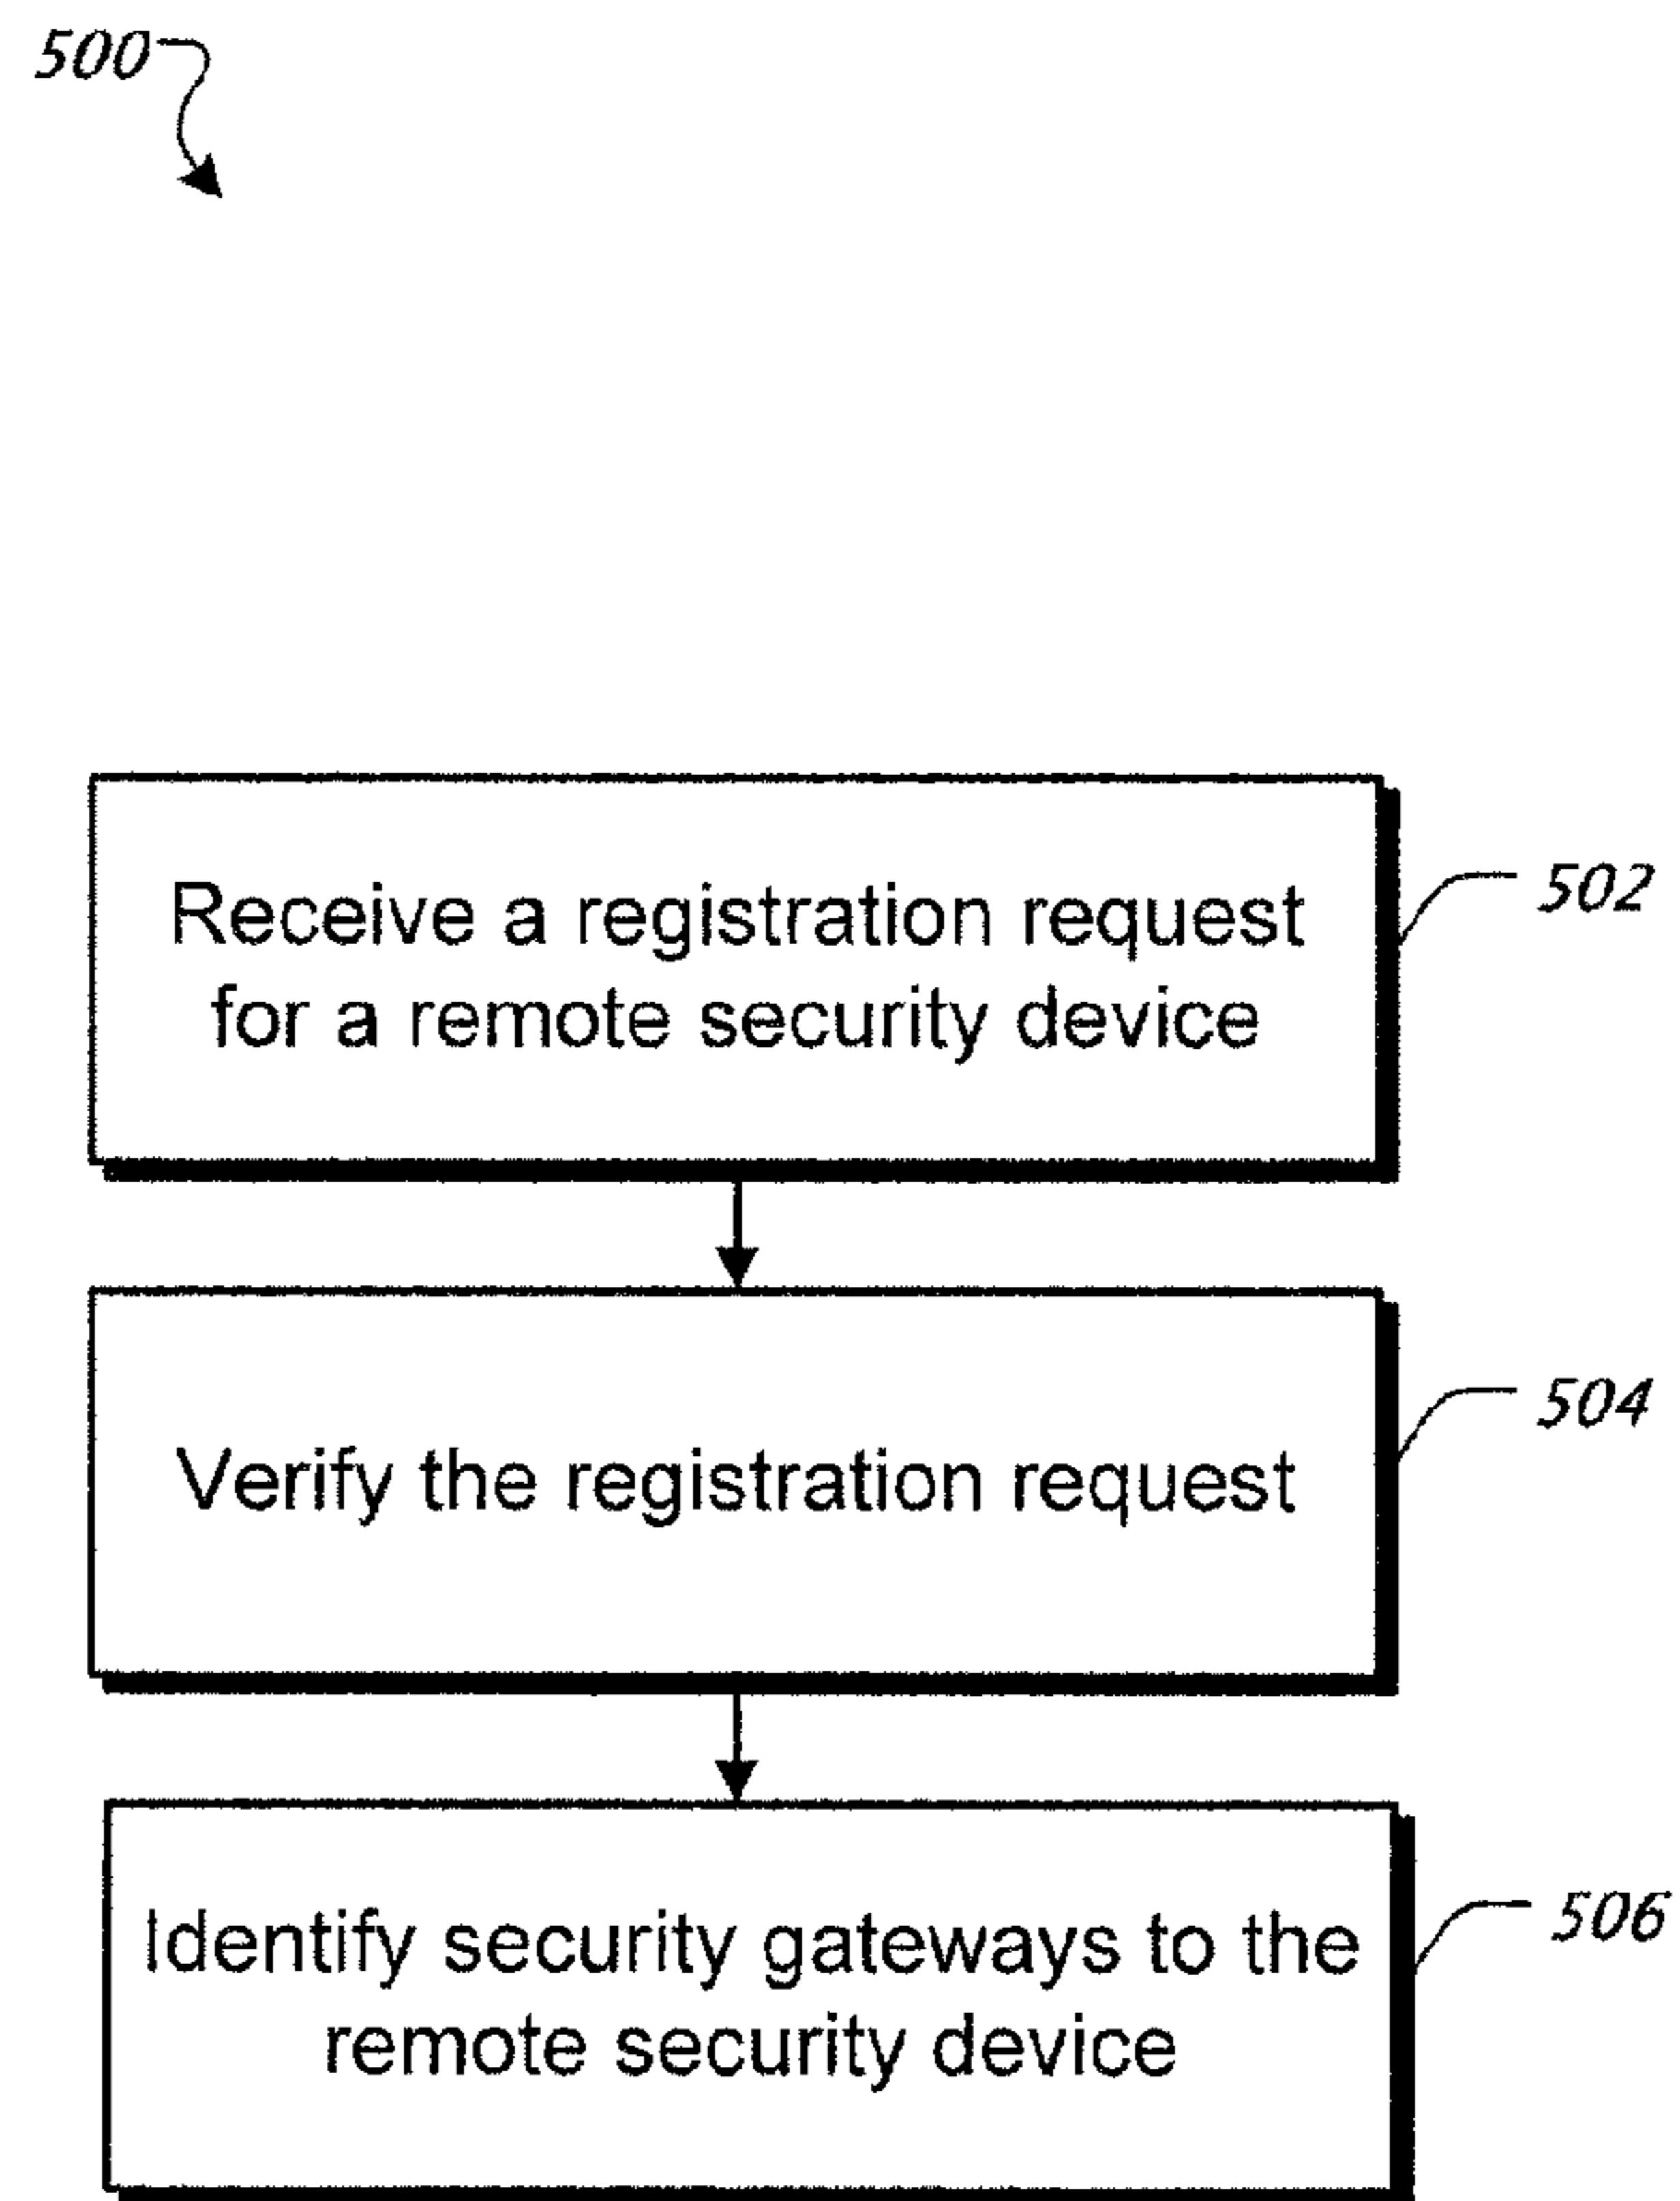 500
Receive a registration request
for a remote security device
502
Verify the registration request
504
Identify security gateways to the
remote security device
506